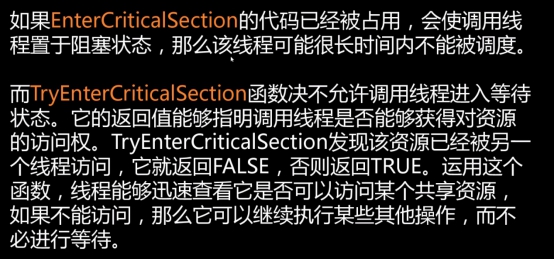 如果EnterCriticalSection的代码已经被占用，会使调用线
程置于阻塞状态，那么该线程可能很长时间内不能被调度。
而TryEnterCriticalSection函数决不允许调用线程进入等待
状态。它的返回值能够指明调用线程是否能够获得对资源
的访问权。TryEnterCriticalSection发现该资源已经被另一
个线程访问，它就返回FALSE，否则返回TRUE。运用这个
函数，线程能够迅速查看它是否可以访问某个共享资源，
如果不能访问，那么它可以继续执行某些其他操作，而不
必进行等待。